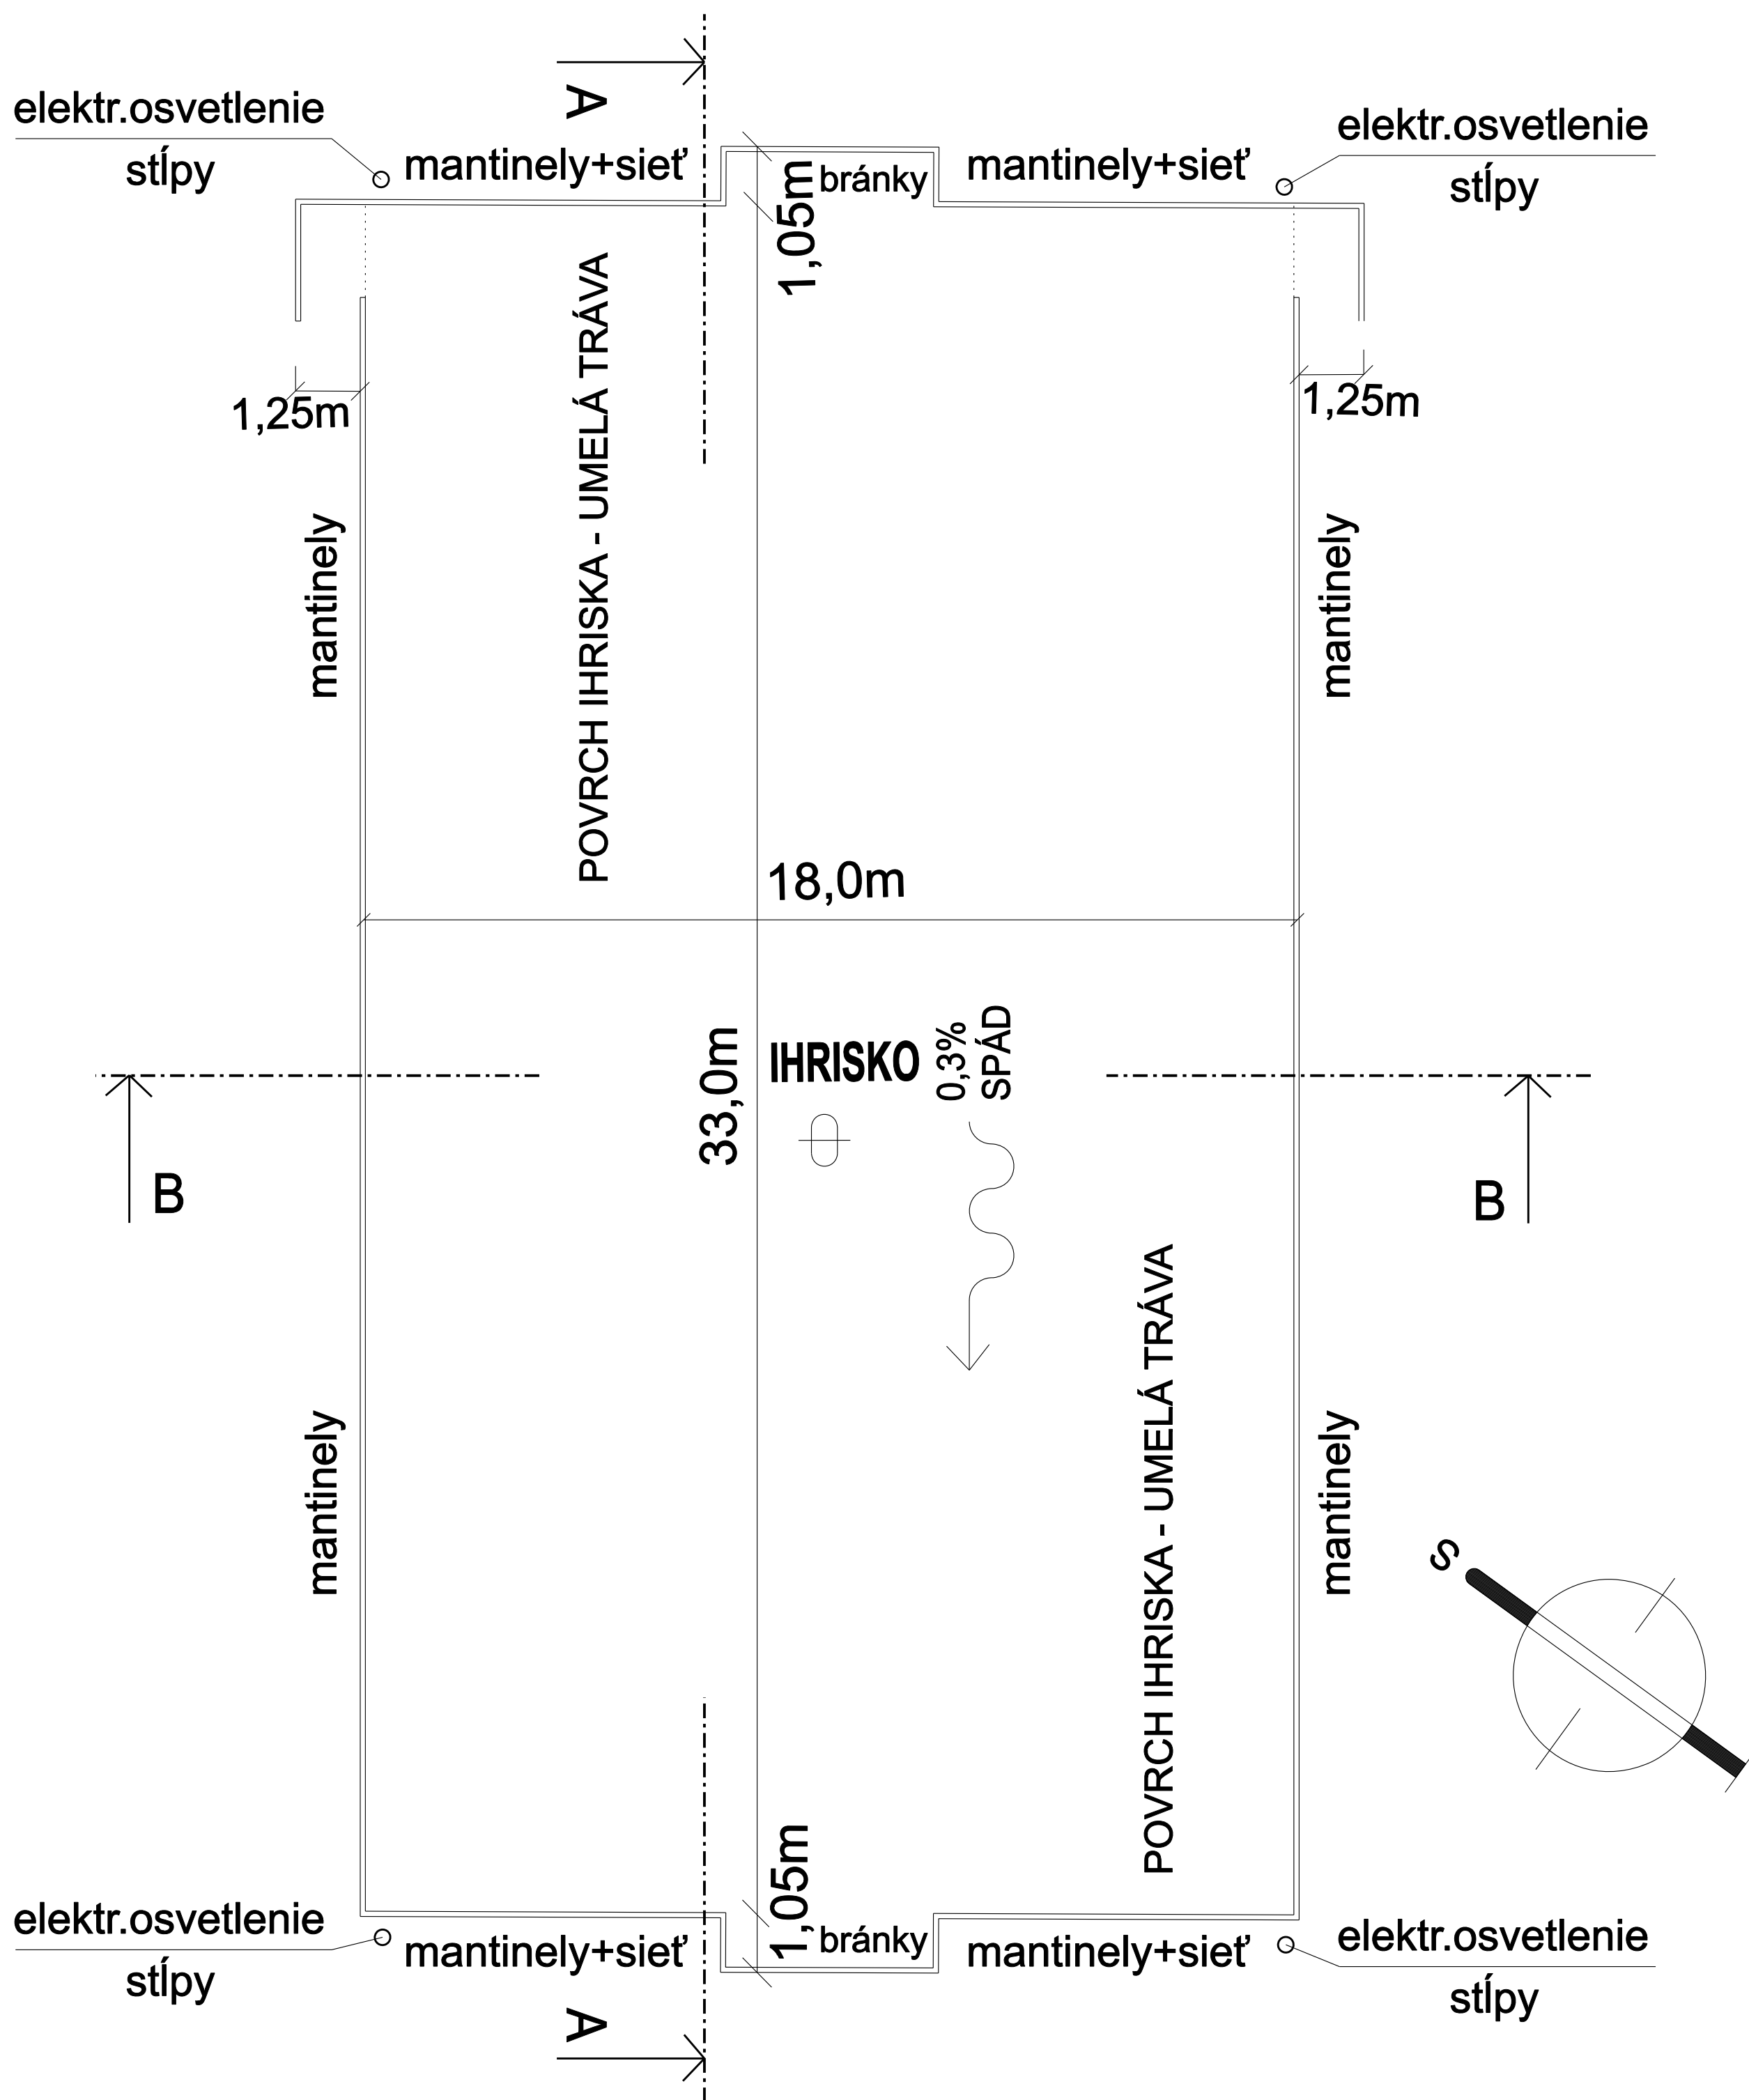 A
elektr.osvetlenie
stĺpy
mantinely+sieť
bránky
mantinely+sieť
elektr.osvetlenie
stĺpy
1,05m
1,25m
1,25m
POVRCH IHRISKA - UMELÁ TRÁVA
mantinely
mantinely
18,0m
33,0m
IHRISKO
0,3%
SPÁD
B
B
POVRCH IHRISKA - UMELÁ TRÁVA
mantinely
mantinely
S
1,05m
elektr.osvetlenie
stĺpy
mantinely+sieť
bránky
mantinely+sieť
elektr.osvetlenie
stĺpy
A